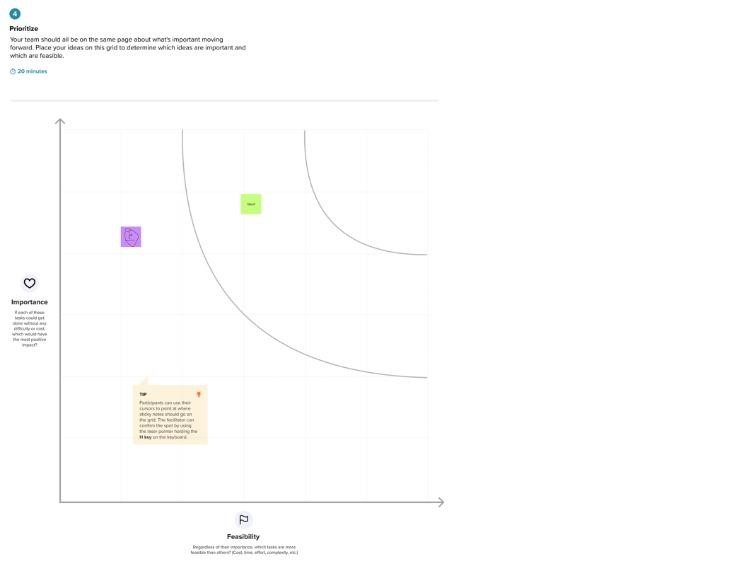 4
Prioritize
Your team should all be on the same page about what's important moving
forward. Place your ideas on this grid to determine which ideas are important and
which are feasible.
20 minutes
Importance
If each of these
tasks could get
done without any
difficulty or cost,
which would have
the most positive
impact?
TIP
Participants can use their
cursors to point at where
sticky notes should go on
the grid. The facilitator can
confirm the spot by using
the laser pointer holding the
H key on the keyboard.
Feasibility
Regardless of their importance, which tasks are more
feasible than others? (Cost, time, effort, complexity, etc.)